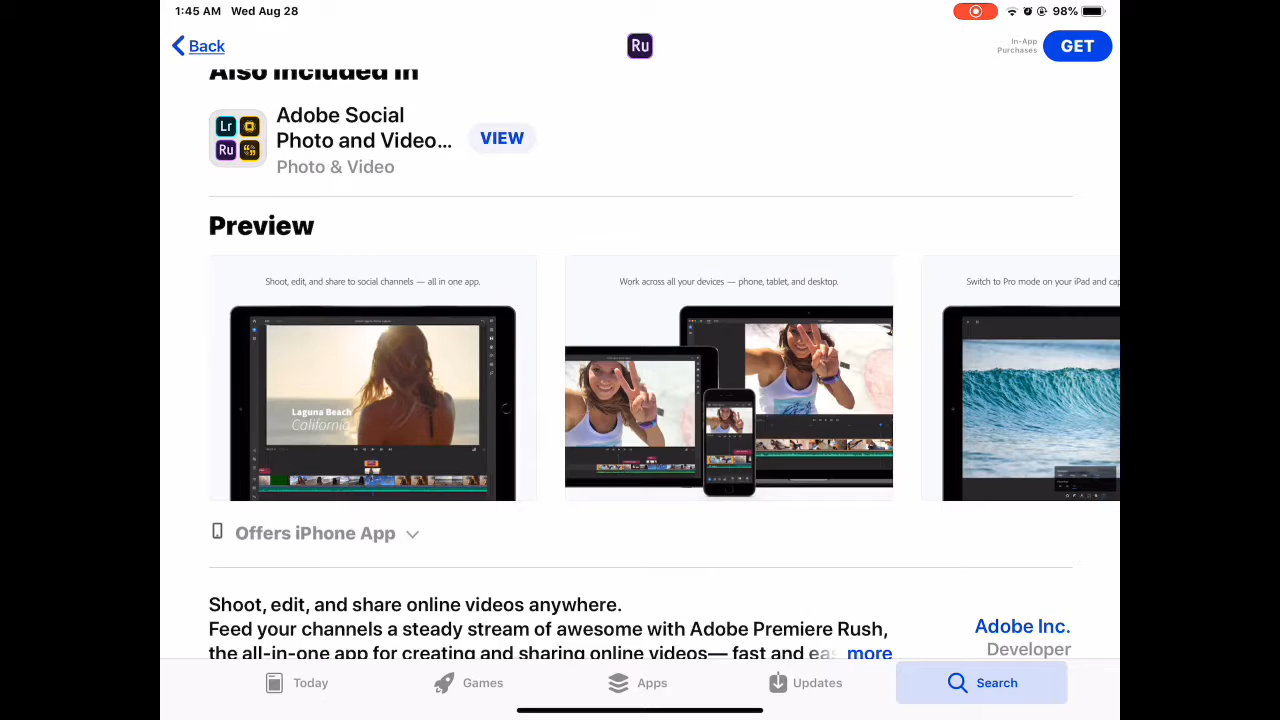 1:45 AM Wed Aug 28
98%
Back
Ru
In-App
Purchases
GET
Also Included In
Lr
Ru
Adobe Social
Photo and Video...
Photo & Video
VIEW
Preview
Shoot, edit, and share to social channels — all in one app.
Laguna Beach
California
Work across all your devices — phone, tablet, and desktop.
Switch to Pro mode on your iPad and cap
Offers iPhone App
Shoot, edit, and share online videos anywhere.
Feed your channels a steady stream of awesome with Adobe Premiere Rush,
the all-in-one app for creating and sharing online videos— fast and eas more
Adobe Inc.
Developer
Today
Games
Apps
Updates
Search